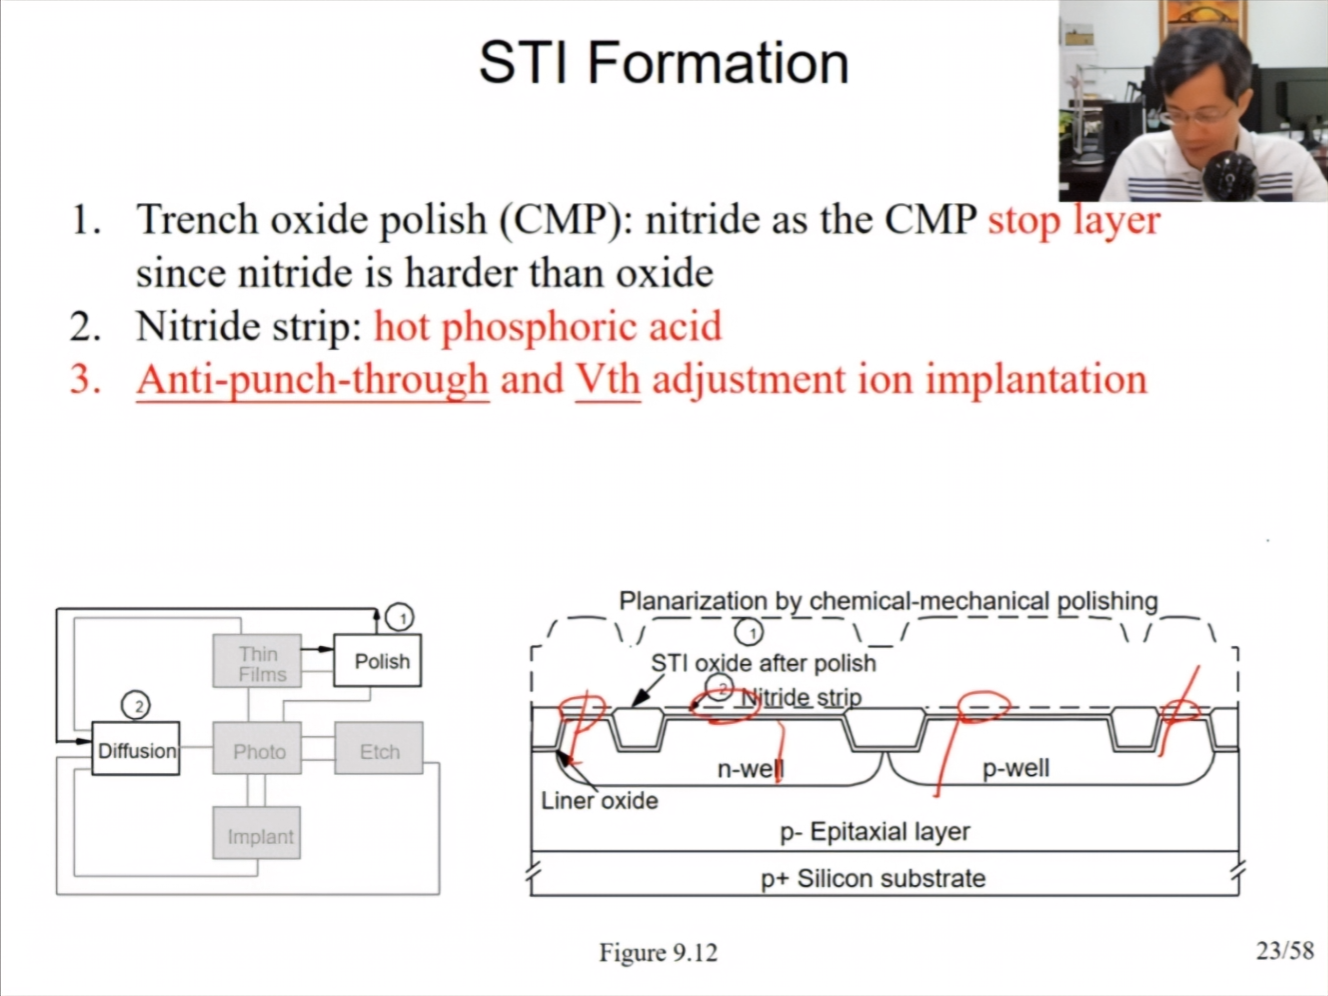 STI Formation
1. Trench oxide polish (CMP): nitride as the CMP stop layer
since nitride is harder than oxide
2. Nitride strip: hot phosphoric acid
3. Anti-punch-through and Vth adjustment ion implantation
1
Thin
Films
Polish
2
Diffusion
Photo
Etch
Implant
Planarization by chemical-mechanical polishing
1
STI oxide after polish
2
Nitride strip
n-well
p-well
Liner oxide
p- Epitaxial layer
p+ Silicon substrate
Figure 9.12
23/58